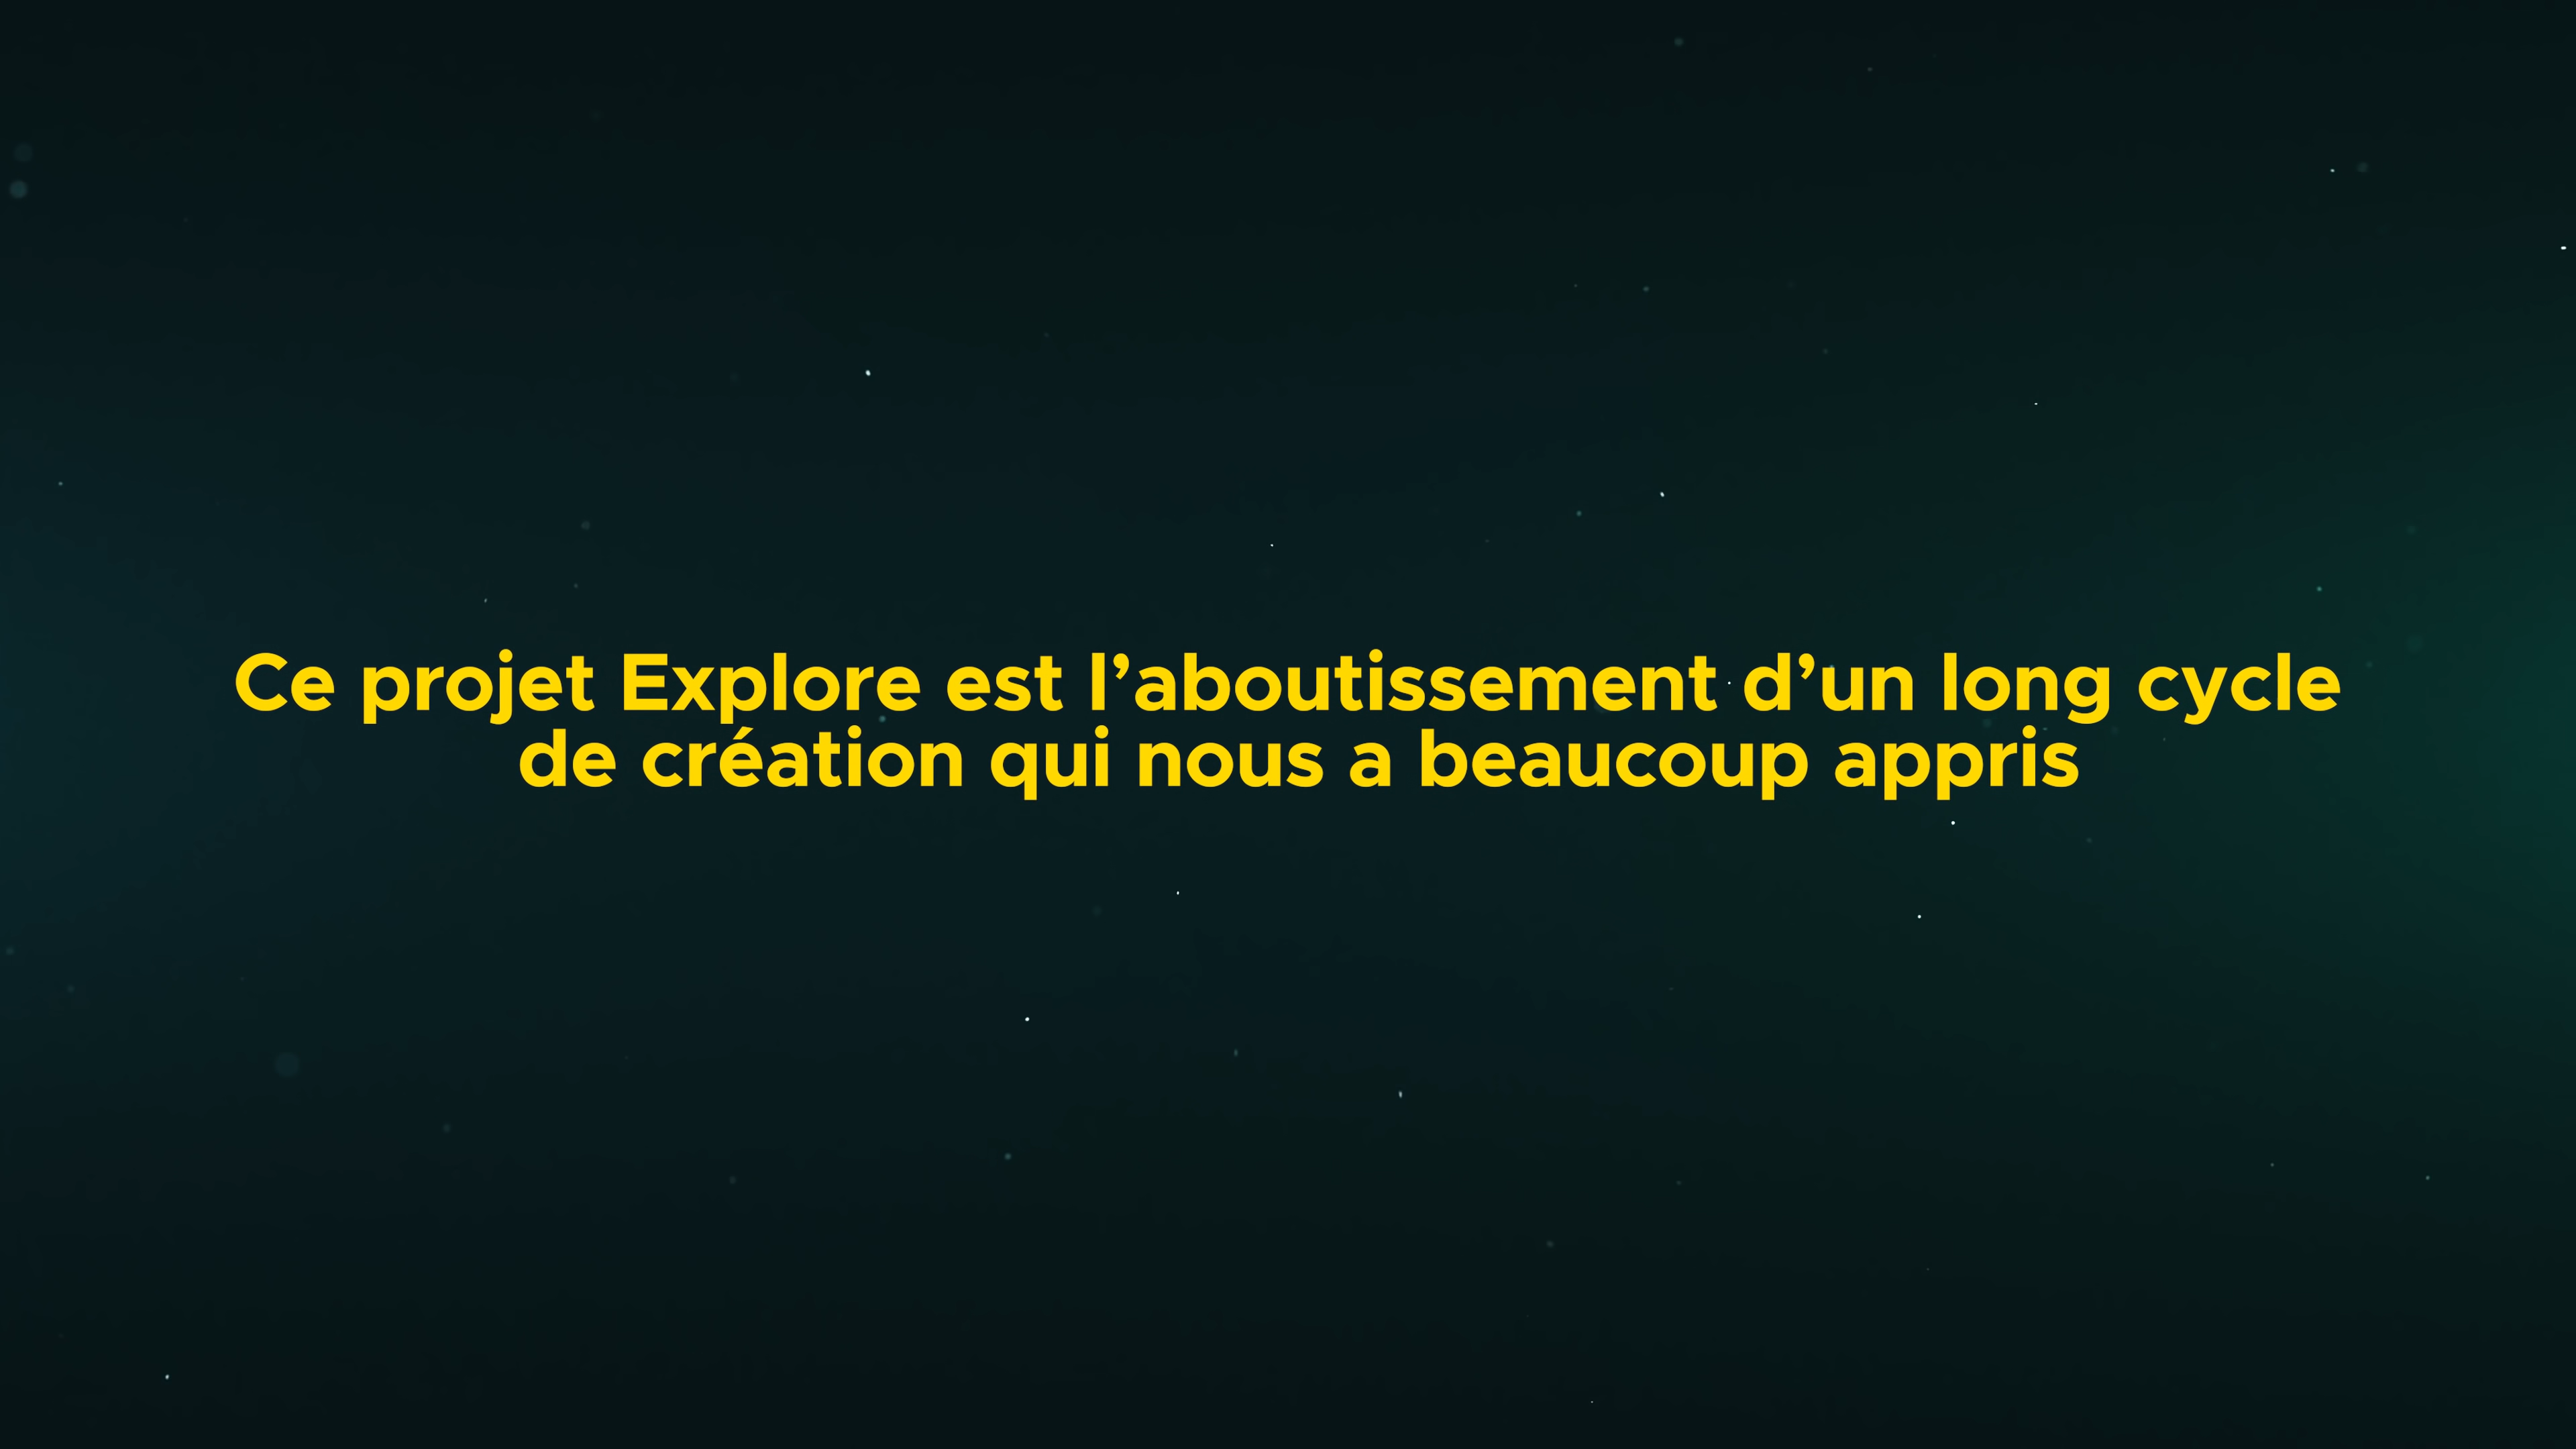 Ce projet Explore est l’aboutissement d’un long cycle
de création qui nous a beaucoup appris